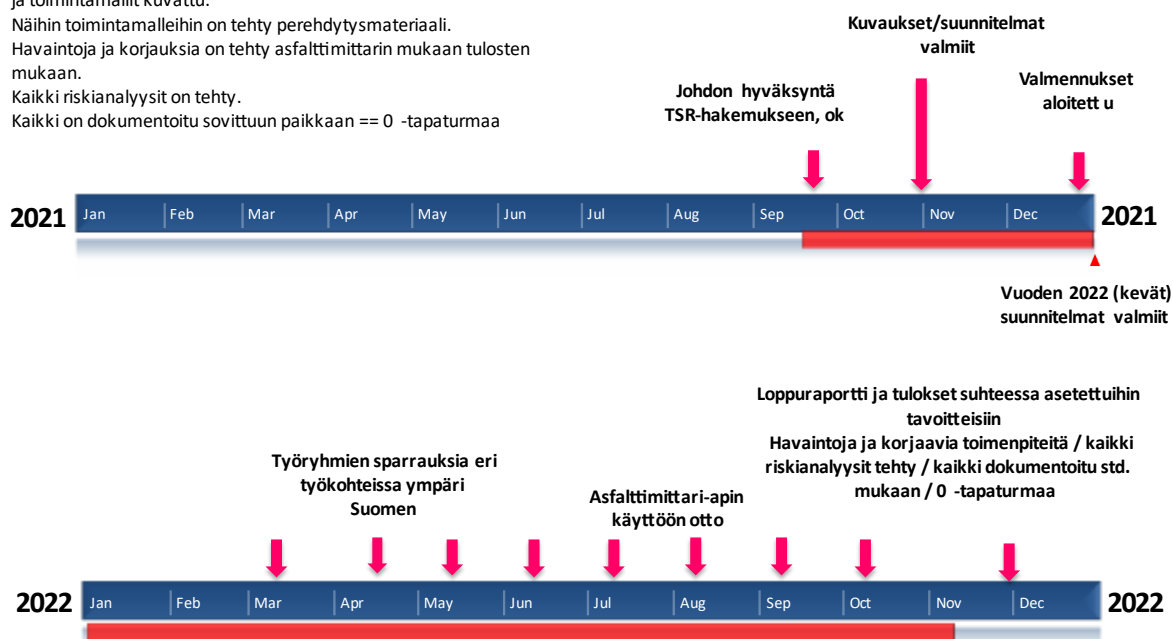 ja toimintamallit kuvattu.
Näihin toimintamalleihin on tehty perehdytysmateriaali.
Havaintoja ja korjauksia on tehty asfalttimittarin mukaan tulosten
mukaan.
Kaikki riskianalyysit on tehty.
Kaikki on dokumentoitu sovittuun paikkaan == 0 -tapaturmaa
Kuvaukset/suunnitelmat
valmiit
Johdon hyväksyntä
TSR-hakemukseen, ok
Valmennukset
aloitett u
2021 Jan Feb Mar Apr May Jun Jul Aug Sep Oct Nov Dec 2021
Vuoden 2022 (kevät)
suunnitelmat valmiit
Loppuraportti ja tulokset suhteessa asetettuihin
tavoitteisiin
Havaintoja ja korjaavia toimenpiteitä / kaikki
riskianalyysit tehty / kaikki dokumentoitu std.
mukaan / 0 -tapaturmaa
Työryhmien sparrauksia eri
työkohteissa ympäri
Suomen
Asfalttimittari-apin
käyttöön otto
2022 Jan Feb Mar Apr May Jun Jul Aug Sep Oct Nov Dec 2022